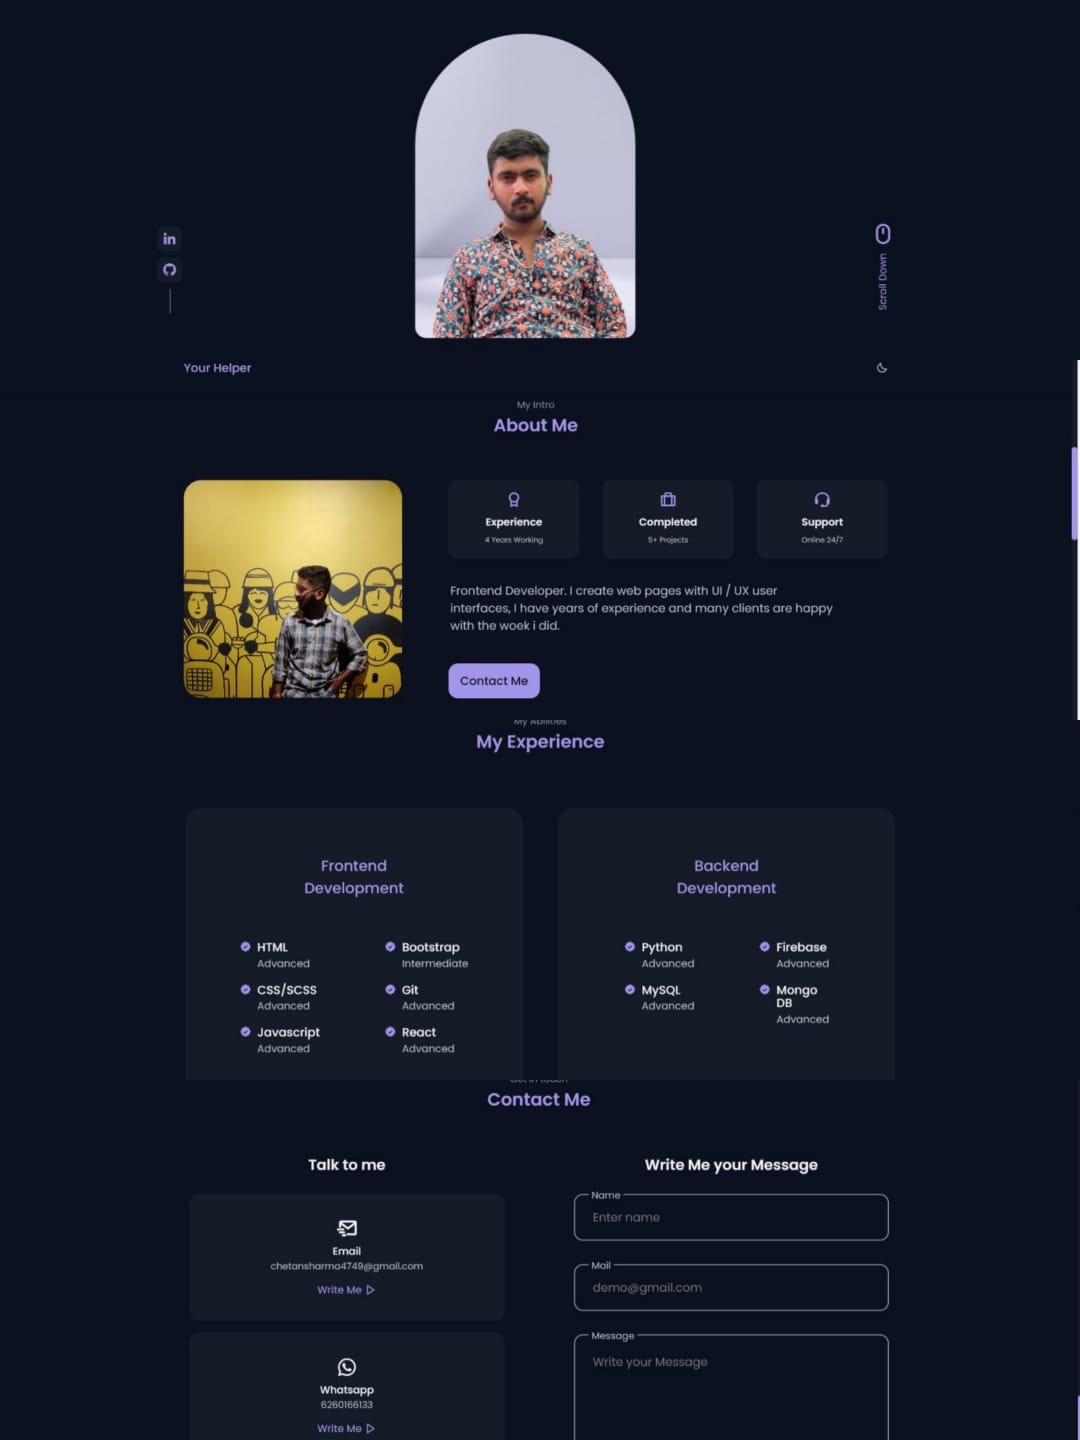 in
Scroll Down
Your Helper
My Intro
About Me
Experience
4 Years Working
Completed
5+ Projects
Support
Online 24/7
Frontend Developer. I create web pages with UI / UX user
interfaces, I have years of experience and many clients are happy
with the week i did.
Contact Me
My Abilities
My Experience
Frontend
Development
HTML
Advanced
Bootstrap
Intermediate
CSS/SCSS
Advanced
Git
Advanced
Javascript
Advanced
React
Advanced
Backend
Development
Python
Advanced
Firebase
Advanced
MySQL
Advanced
Mongo
DB
Advanced
Get in touch
Contact Me
Talk to me
Email
chetansharma4749@gmail.com
Write Me
Whatsapp
6260166133
Write Me
Write Me your Message
Name
Enter name
Mail
demo@gmail.com
Message
Write your Message